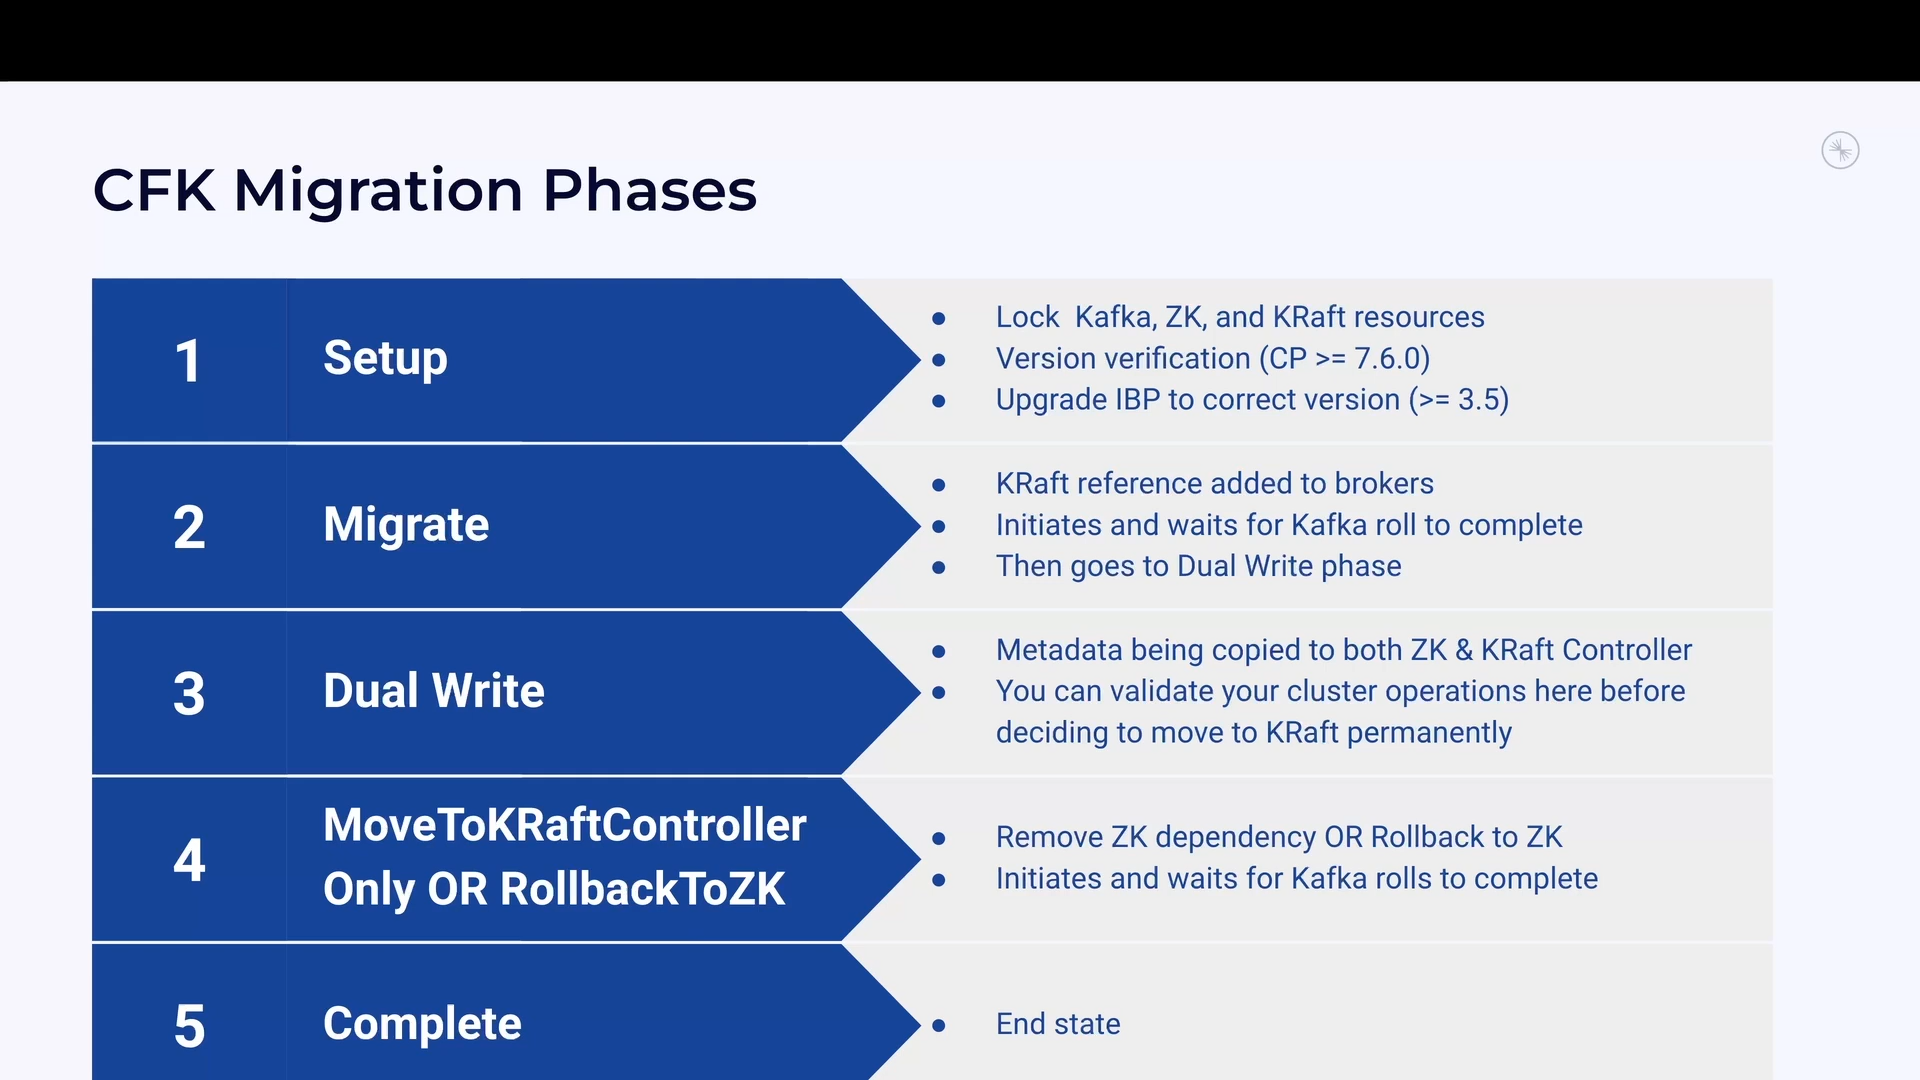 CFK Migration Phases
1
Setup
● Lock Kafka, ZK, and KRaft resources
● Version verification (CP >= 7.6.0)
● Upgrade IBP to correct version (>= 3.5)
2
Migrate
● KRaft reference added to brokers
● Initiates and waits for Kafka roll to complete
● Then goes to Dual Write phase
3
Dual Write
● Metadata being copied to both ZK & KRaft Controller
● You can validate your cluster operations here before
deciding to move to KRaft permanently
4
MoveToKRaftController
Only OR RollbackToZK
● Remove ZK dependency OR Rollback to ZK
● Initiates and waits for Kafka rolls to complete
5
Complete
● End state